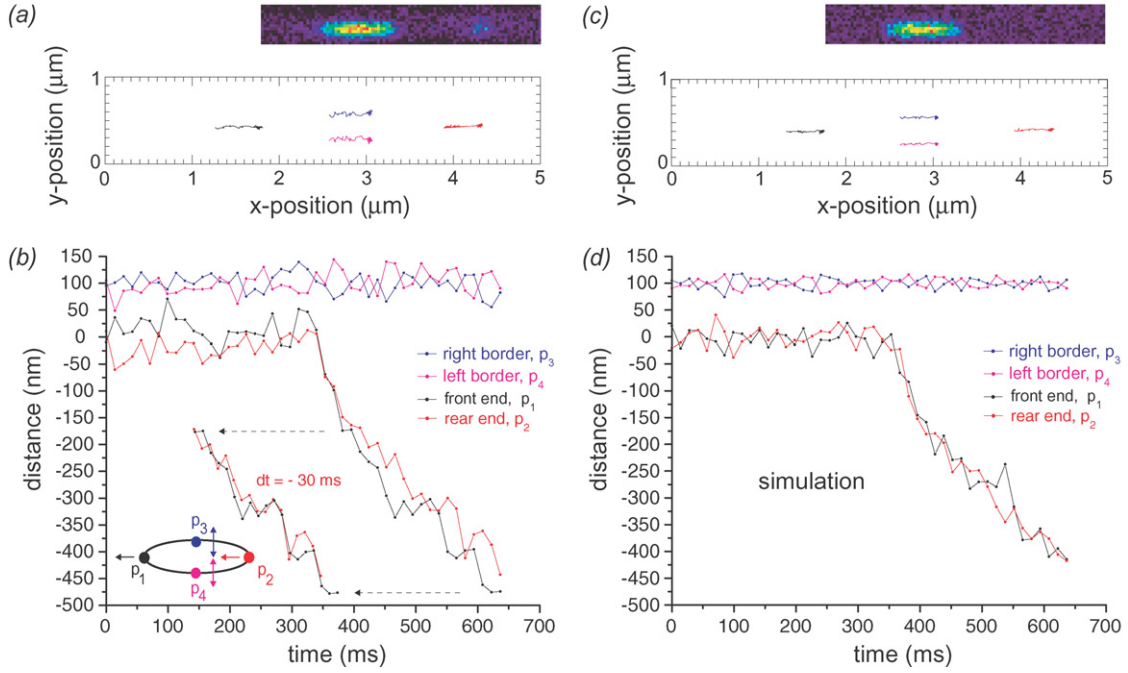 (a)
y-position (μm)
1
0
0 1 2 3 4 5
x-position (μm)
(c)
y-position (μm)
1
0
0 1 2 3 4 5
x-position (μm)
(b)
distance (nm)
150
100
50
0
-50
-100
-150
-200
-250
-300
-350
-400
-450
-500
right border, p3
left border, p4
front end, p1
rear end, p2
dt = - 30 ms
p3
p1
p2
p4
0 100 200 300 400 500 600 700
time (ms)
(d)
distance (nm)
150
100
50
0
-50
-100
-150
-200
-250
-300
-350
-400
-450
-500
right border, p3
left border, p4
front end, p1
rear end, p2
simulation
0 100 200 300 400 500 600 700
time (ms)